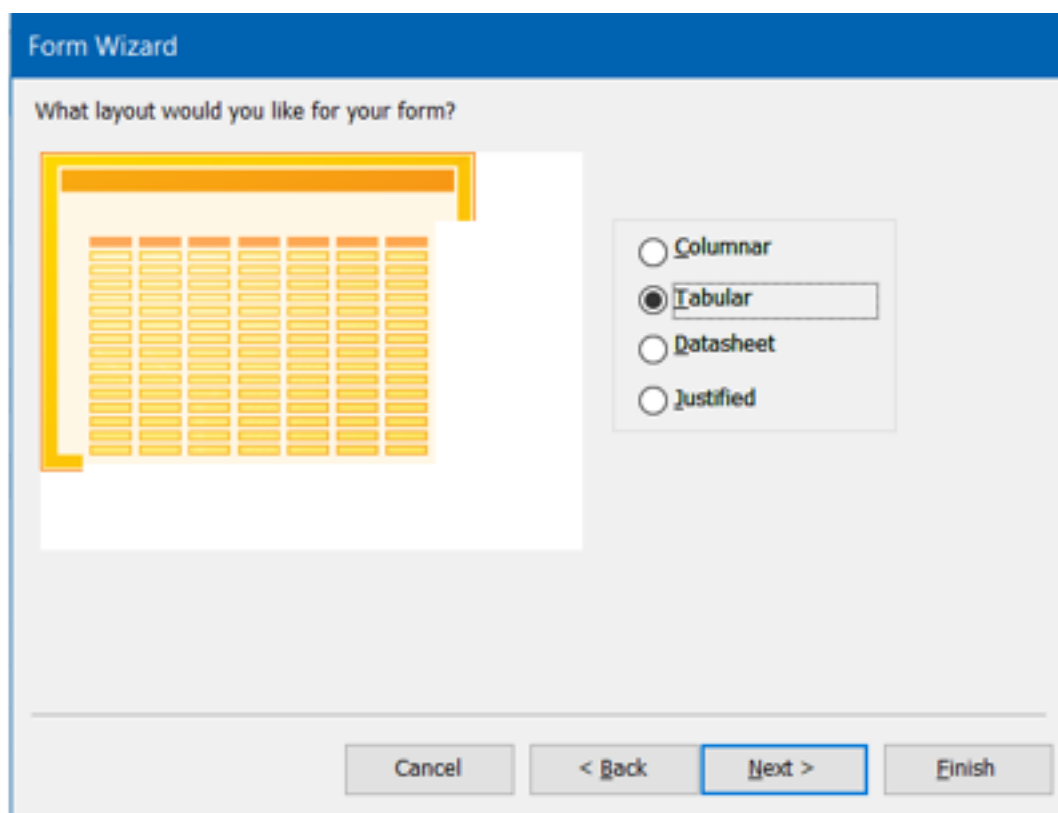 Form Wizard
What layout would you like for your form?
Columnar
Tabular
Datasheet
Justified
Cancel
< Back
Next >
Finish